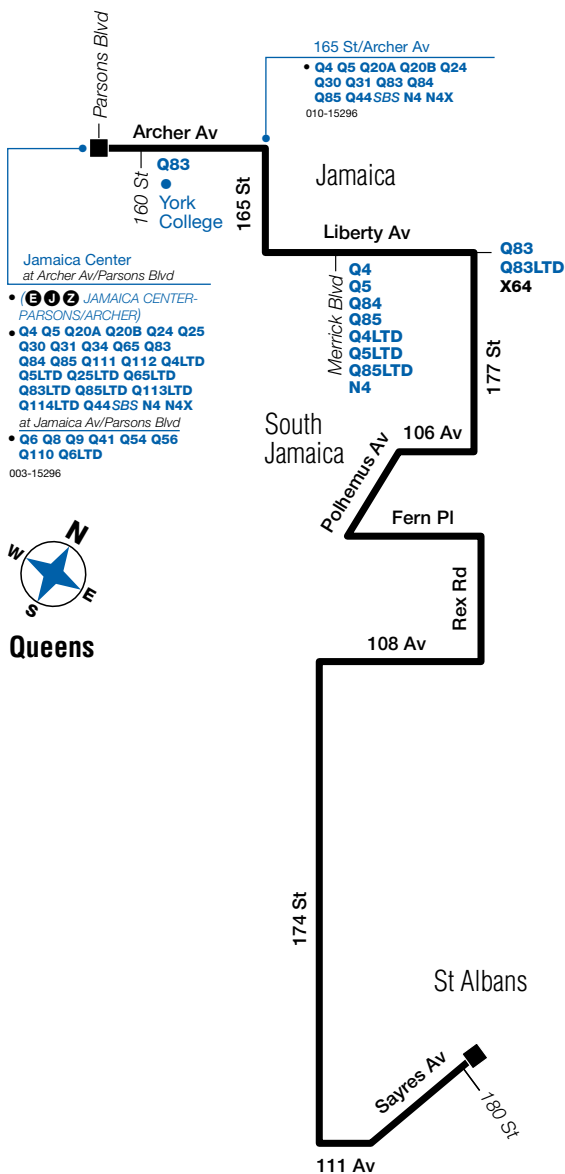 Parsons Blvd
165 St/Archer Av
• Q4 Q5 Q20A Q20B Q24
Q30 Q31 Q83 Q84
Q85 Q44SBS N4 N4X
010-15296
Archer Av
160 St
Q83
York
College
165 St
Jamaica
Liberty Av
Merrick Blvd
Q4
Q5
Q84
Q85
Q4LTD
Q5LTD
Q85LTD
N4
Q83
Q83LTD
X64
177 St
Jamaica Center
at Archer Av/Parsons Blvd
• (E J Z JAMAICA CENTER-
PARSONS/ARCHER)
• Q4 Q5 Q20A Q20B Q24 Q25
Q30 Q31 Q34 Q65 Q83
Q84 Q85 Q111 Q112 Q4LTD
Q5LTD Q25LTD Q65LTD
Q83LTD Q85LTD Q113LTD
Q114LTD Q44SBS N4 N4X
at Jamaica Av/Parsons Blvd
• Q6 Q8 Q9 Q41 Q54 Q56
Q110 Q6LTD
003-15296
South
Jamaica
106 Av
Polhemus Av
Fern Pl
Rex Rd
N
W
E
S
Queens
108 Av
174 St
St Albans
Sayres Av
180 St
111 Av